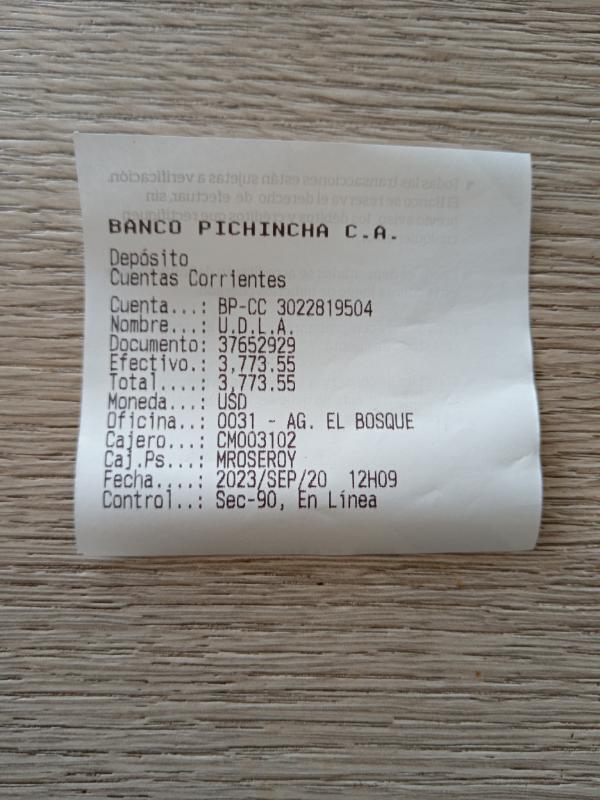 BANCO PICHINCHA C.A.
Depósito
Cuentas Corrientes
Cuenta...: BP-CC 3022819504
Nombre...: U.D.L.A.
Documento: 37652929
Efectivo.: 3,773.55
Total....: 3,773.55
Moneda...: USD
Oficina..: 0031 - AG. EL BOSQUE
Cajero...: CM003102
Caj.Ps...: MROSEROY
Fecha....: 2023/SEP/20  12H09
Control..: Sec-90, En Línea